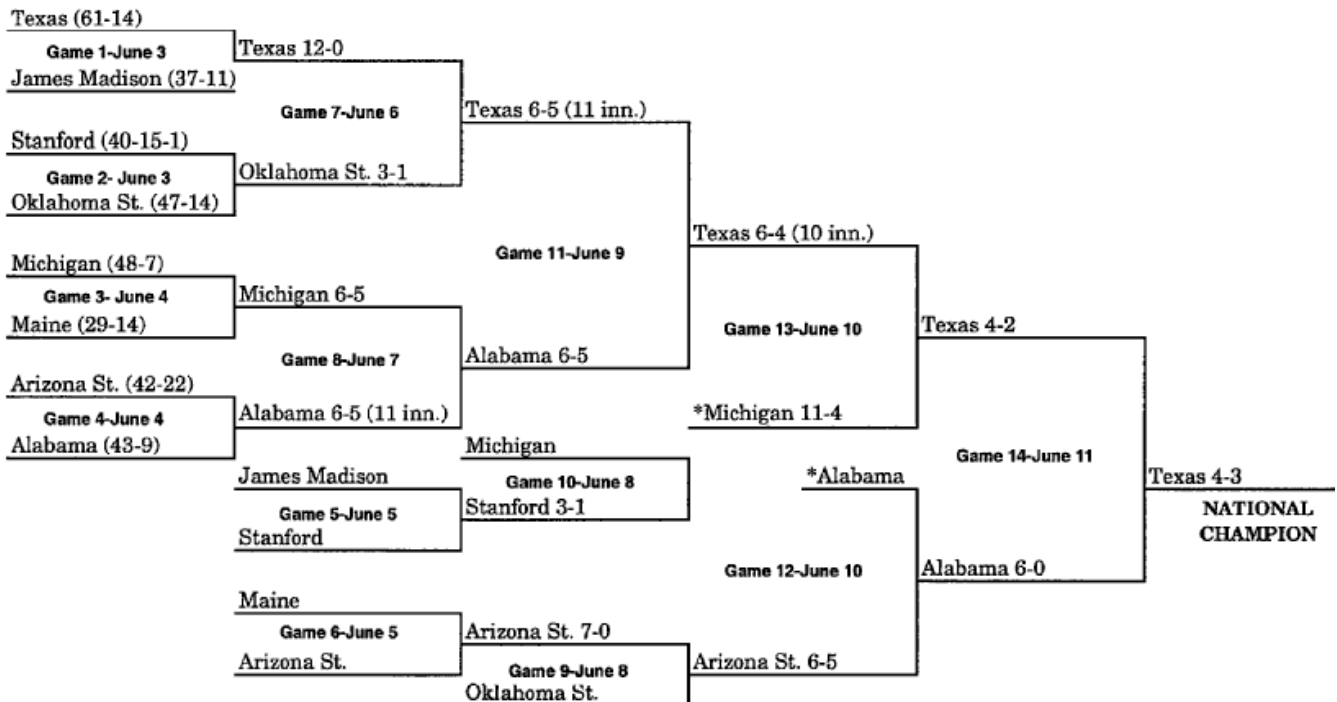 Texas (61-14)
Game 1-June 3
Texas 12-0
James Madison (37-11)
Game 7-June 6
Texas 6-5 (11 inn.)
Stanford (40-15-1)
Game 2- June 3
Oklahoma St. 3-1
Oklahoma St. (47-14)
Game 11-June 9
Texas 6-4 (10 inn.)
Michigan (48-7)
Game 3- June 4
Michigan 6-5
Maine (29-14)
Game 8-June 7
Alabama 6-5
Game 13-June 10
Texas 4-2
Arizona St. (42-22)
Game 4-June 4
Alabama 6-5 (11 inn.)
Alabama (43-9)
*Michigan 11-4
Michigan
Game 10-June 8
Stanford 3-1
James Madison
Game 5-June 5
Stanford
Game 14-June 11
*Alabama
Texas 4-3
NATIONAL
CHAMPION
Game 12-June 10
Alabama 6-0
Maine
Game 6-June 5
Arizona St. 7-0
Arizona St.
Game 9-June 8
Arizona St. 6-5
Oklahoma St.